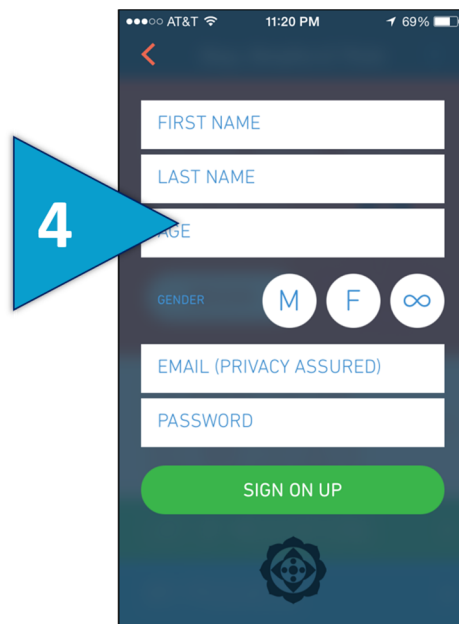 AT&T 11:20 PM 69%
FIRST NAME
LAST NAME
4
AGE
GENDER M F ∞
EMAIL (PRIVACY ASSURED)
PASSWORD
SIGN ON UP